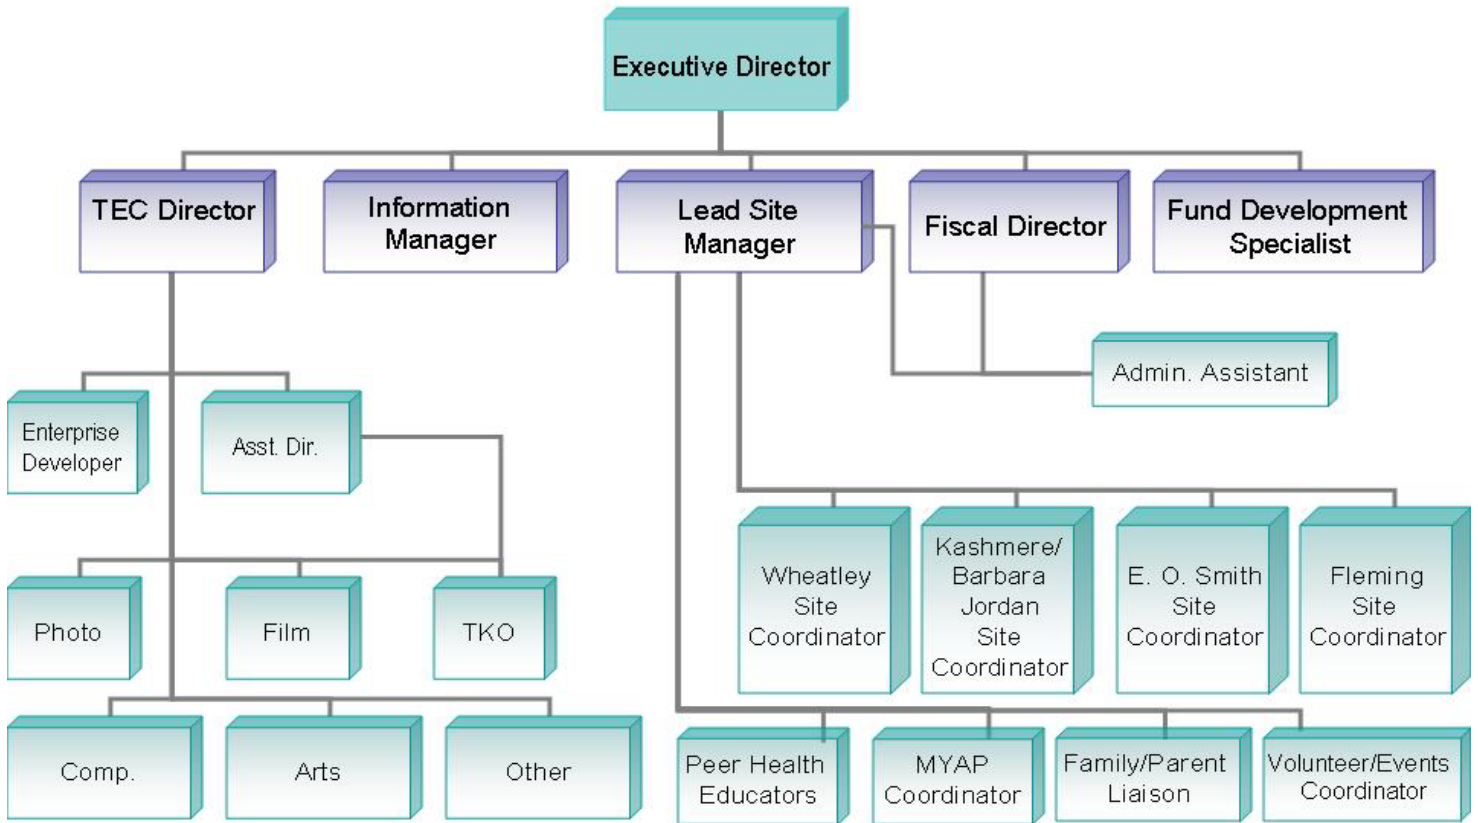 Executive Director
TEC Director
Information
Manager
Lead Site
Manager
Fiscal Director
Fund Development
Specialist
Admin. Assistant
Enterprise
Developer
Asst. Dir.
Photo
Film
TKO
Comp.
Arts
Other
Wheatley
Site
Coordinator
Kashmere/
Barbara
Jordan
Site
Coordinator
E. O. Smith
Site
Coordinator
Fleming
Site
Coordinator
Peer Health
Educators
MYAP
Coordinator
Family/Parent
Liaison
Volunteer/Events
Coordinator